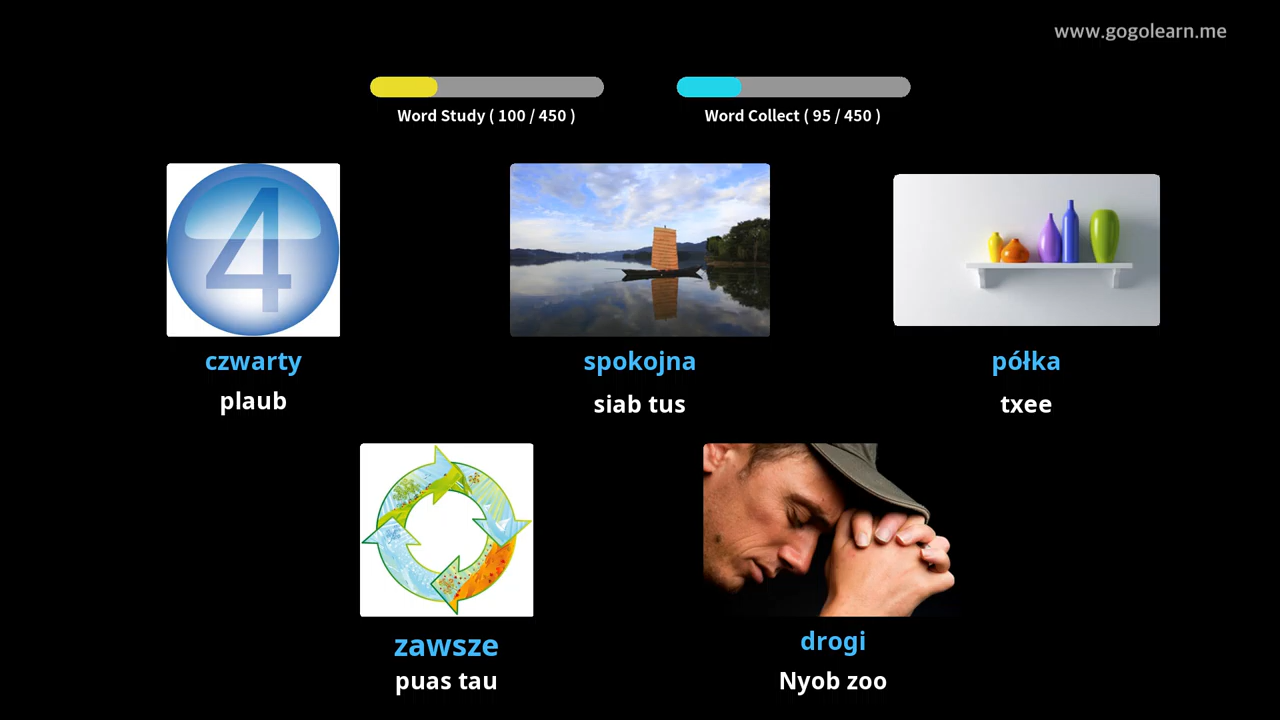 www.gogolearn.me
Word Study ( 100 / 450 )
Word Collect ( 95 / 450 )
4
czwarty
plaub
spokojna
siab tus
półka
txee
zawsze
puas tau
drogi
Nyob zoo